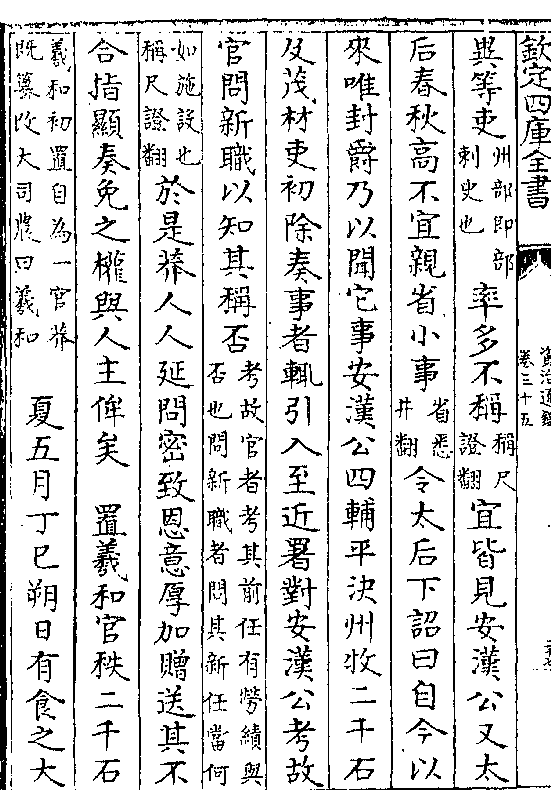 欽定四庫全書
資治通鑑
卷三十五
異等吏州部即部刺史也率多不稱稱尺證翻宜皆見安漢公又太
后春秋高不宜親省小事省悉井翻令太后下詔曰自今以
來唯封爵乃以聞它事安漢公四輔平決州牧二千石
及茂材吏初除奏事者輒引入至近署對安漢公考故
官問新職以知其稱否考故官者考其前任有勞績與否也問新職者問其新任當何
如施設也稱尺證翻於是莽人人延問密致恩意厚加贈送其不
合指顯奏免之權與人主侔矣　置羲和官秩二千石
羲和初置自為一官莽既篡改大司農曰羲和　夏五月丁巳朔日有食之大